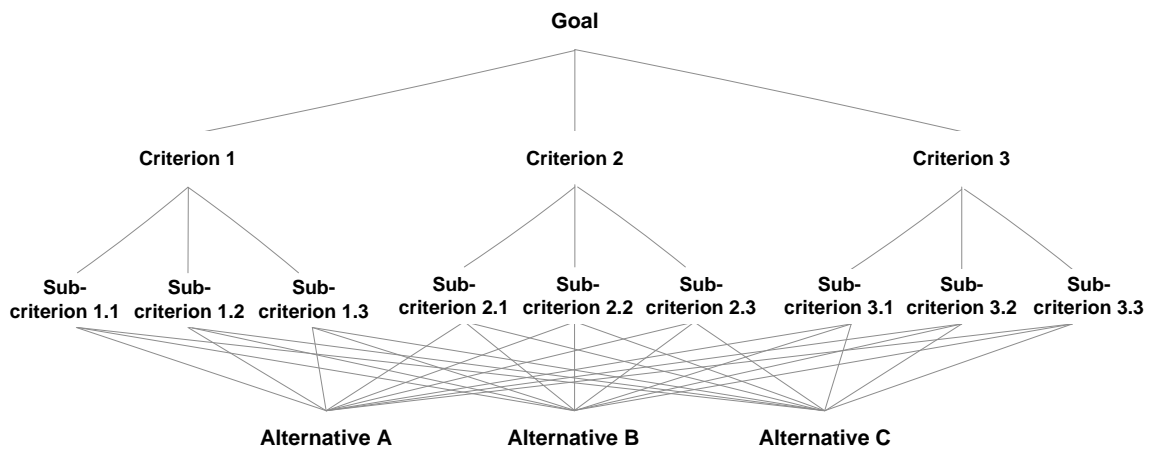 Goal
Criterion 1
Criterion 2
Criterion 3
Sub-
criterion 1.1
Sub-
criterion 1.2
Sub-
criterion 1.3
Sub-
criterion 2.1
Sub-
criterion 2.2
Sub-
criterion 2.3
Sub-
criterion 3.1
Sub-
criterion 3.2
Sub-
criterion 3.3
Alternative A
Alternative B
Alternative C